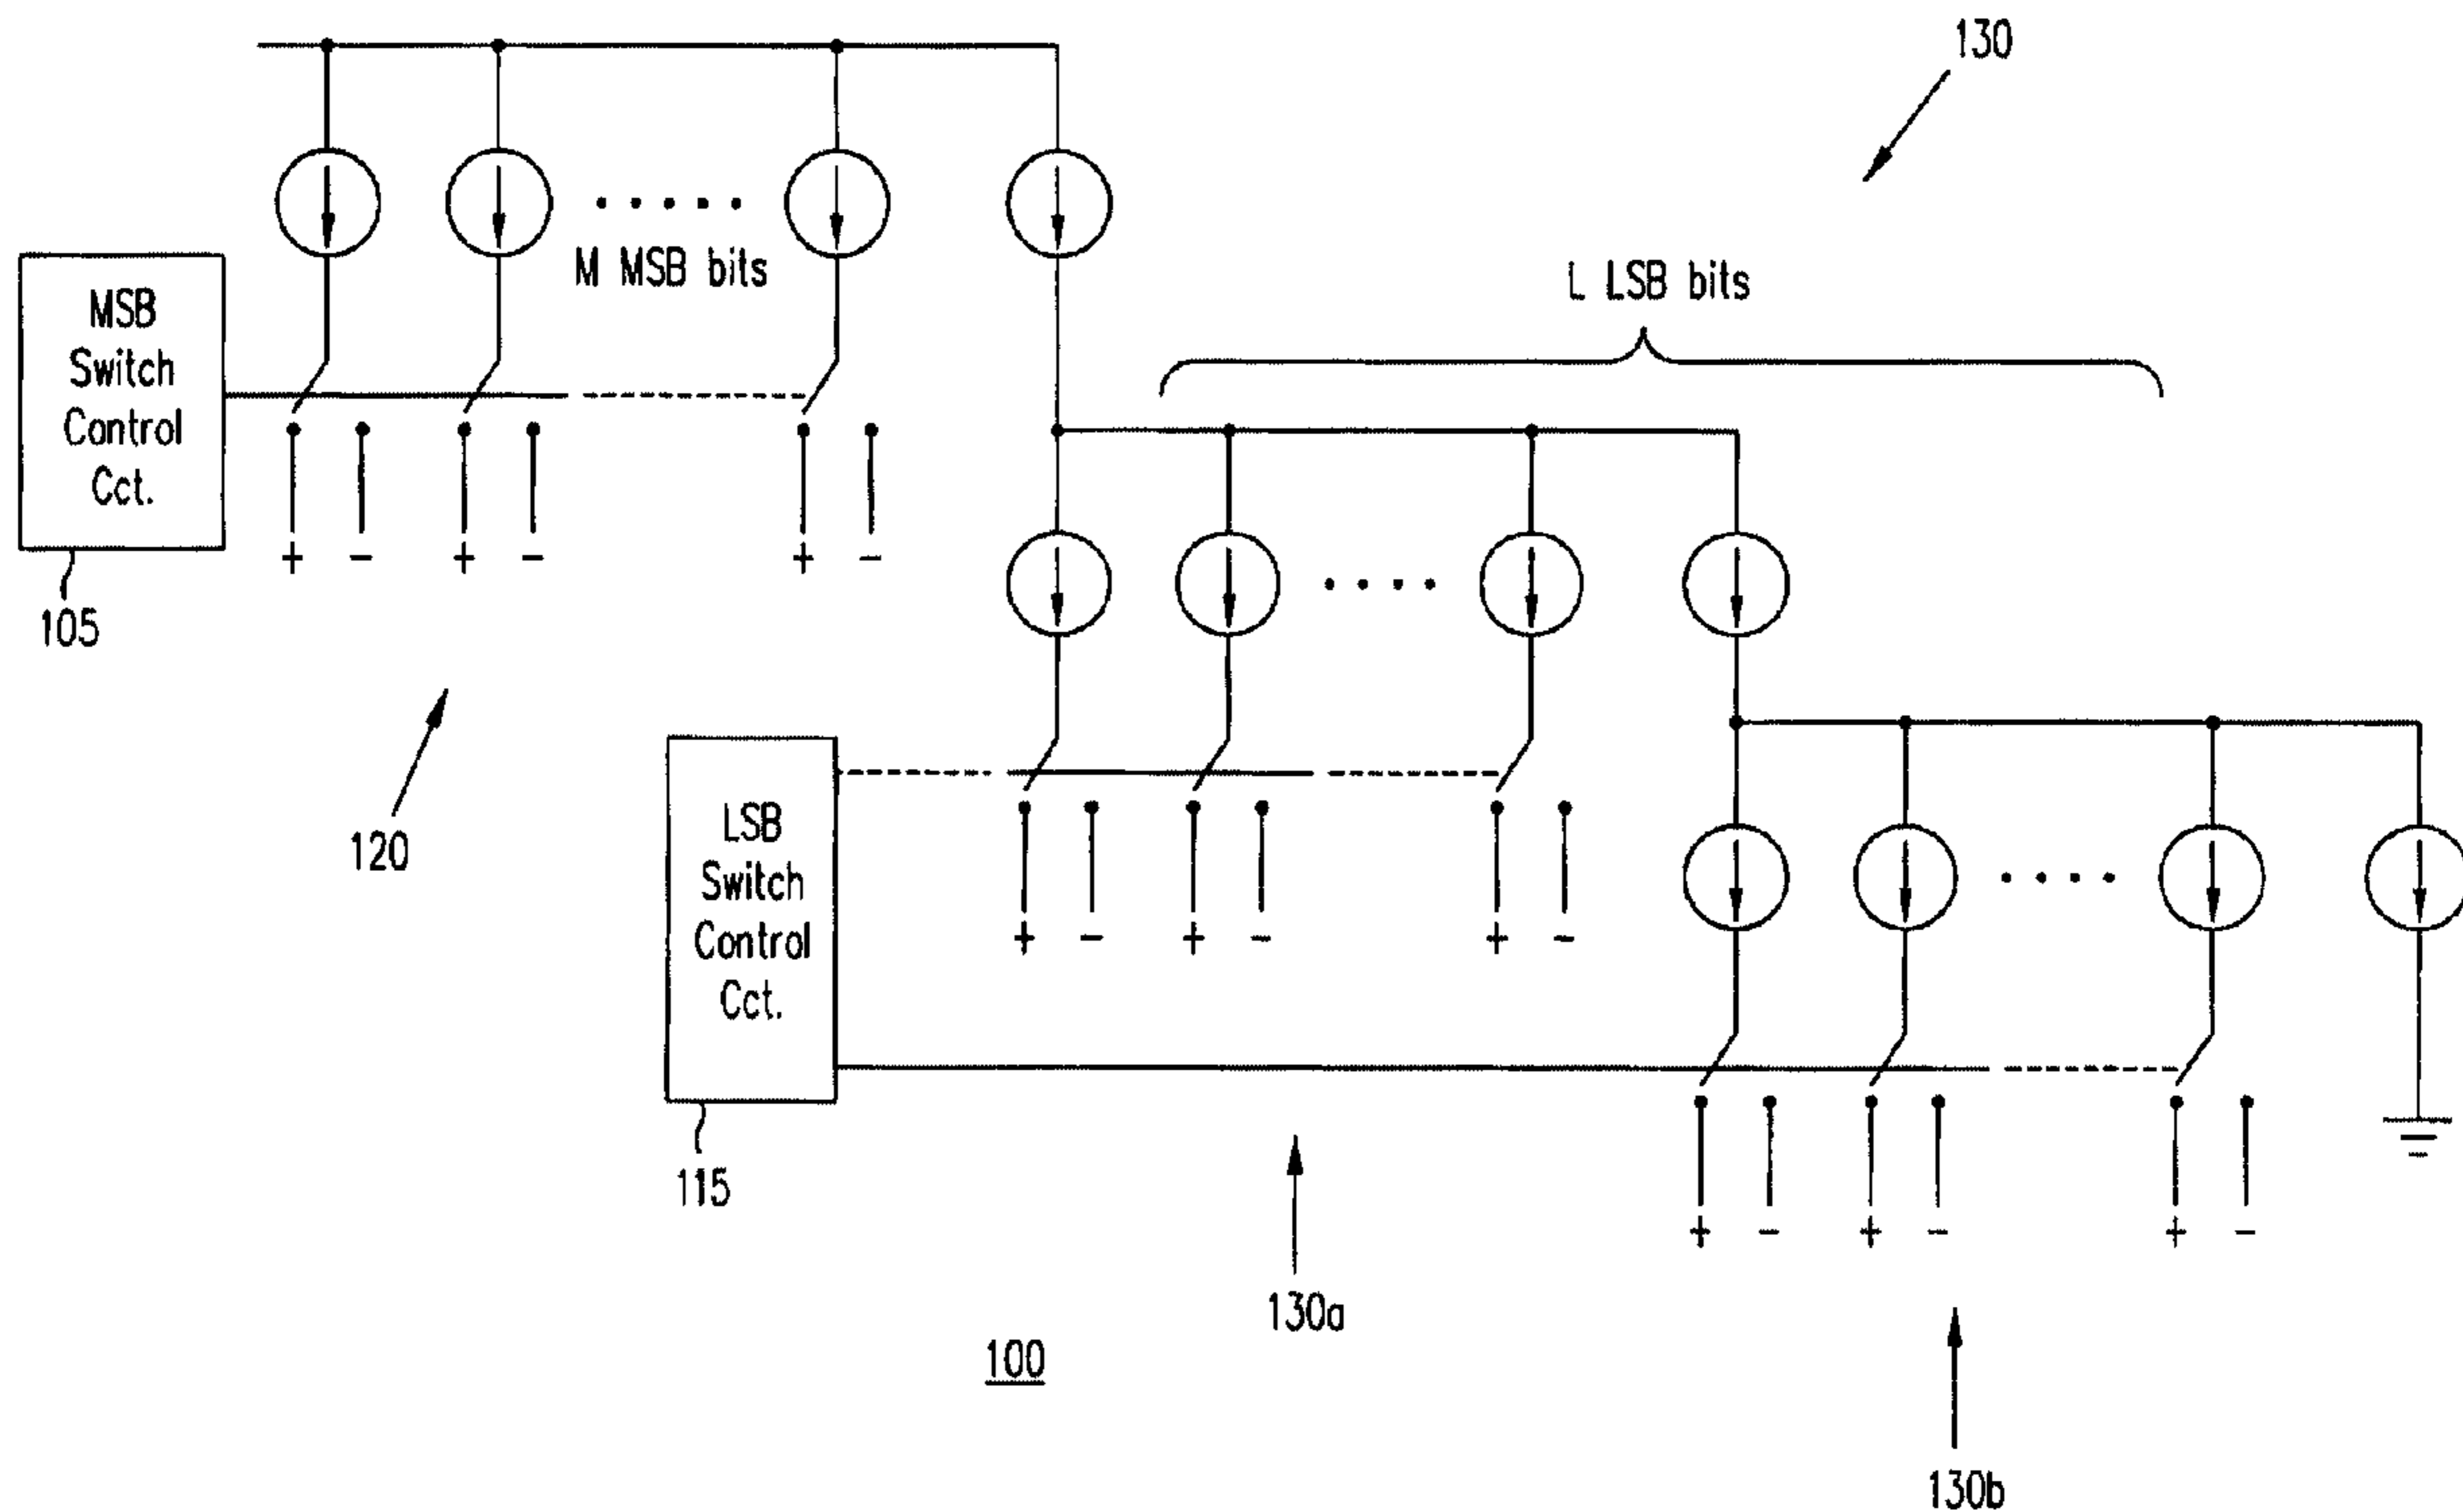 130
M MSB bits
L LSB bits
MSB
Switch
Control
Cct.
+ - + - + -
105
120
LSB
Switch
Control
Cct.
+ - + - + -
115
+ - + - + -
130a
100
130b